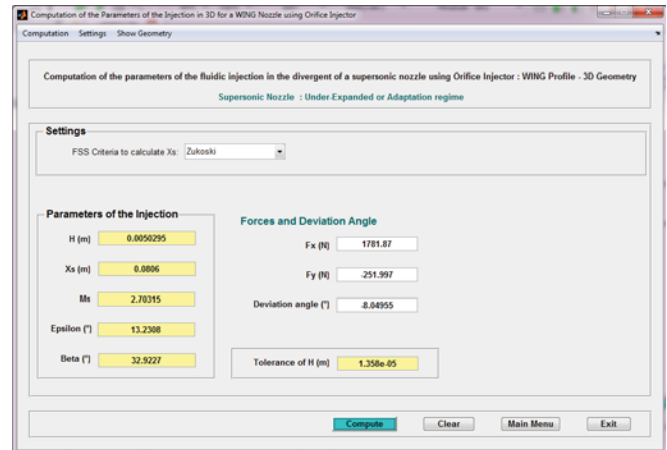 Computation of the Parameters of the Injection in 3D for a WING Nozzle using Orifice Injector
Computation Settings Show Geometry
Computation of the parameters of the fluidic injection in the divergent of a supersonic nozzle using Orifice Injector : WING Profile - 3D Geometry
Supersonic Nozzle : Under-Expanded or Adaptation regime
Settings
FSS Criteria to calculate Xs: Zukoski
Parameters of the Injection
H (m) 0.0050295
Xs (m) 0.0806
Ms 2.70315
Epsilon (°) 13.2308
Beta (°) 32.9227
Forces and Deviation Angle
Fx (N) 1781.87
Fy (N) -251.997
Deviation angle (°) -8.04955
Tolerance of H (m) 1.358e-05
Compute Clear Main Menu Exit